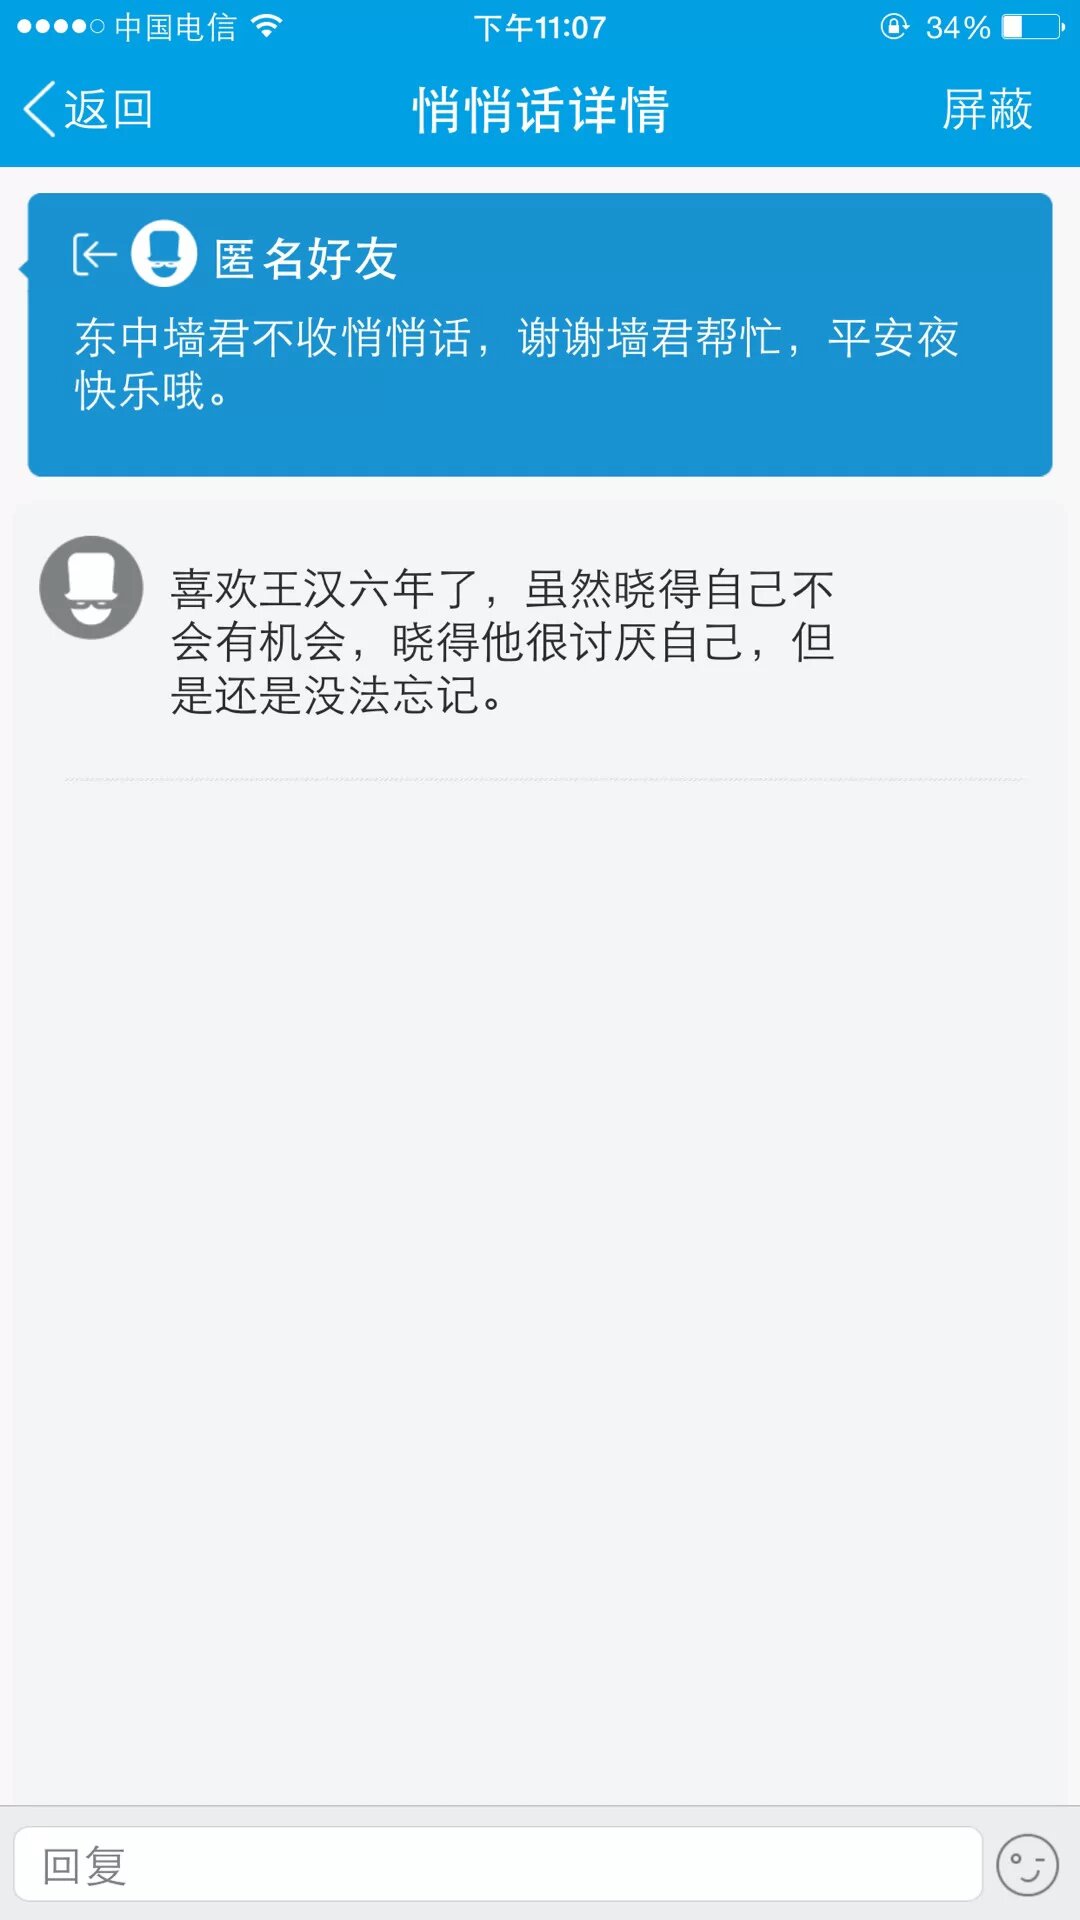 中国电信 下午11:07 34%
返回 悄悄话详情 屏蔽
匿名好友
东中墙君不收悄悄话，谢谢墙君帮忙，平安夜
快乐哦。
喜欢王汉六年了，虽然晓得自己不
会有机会，晓得他很讨厌自己，但
是还是没法忘记。
回复